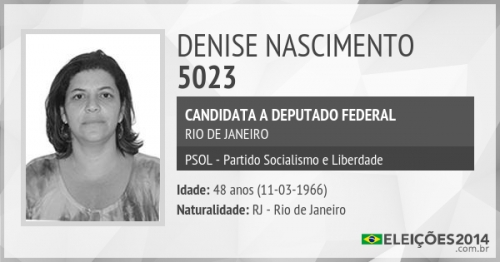 DENISE NASCIMENTO
5023
CANDIDATA A DEPUTADO FEDERAL
RIO DE JANEIRO
PSOL - Partido Socialismo e Liberdade
Idade: 48 anos (11-03-1966)
Naturalidade: RJ - Rio de Janeiro
ELEIÇÕES2014
.com.br